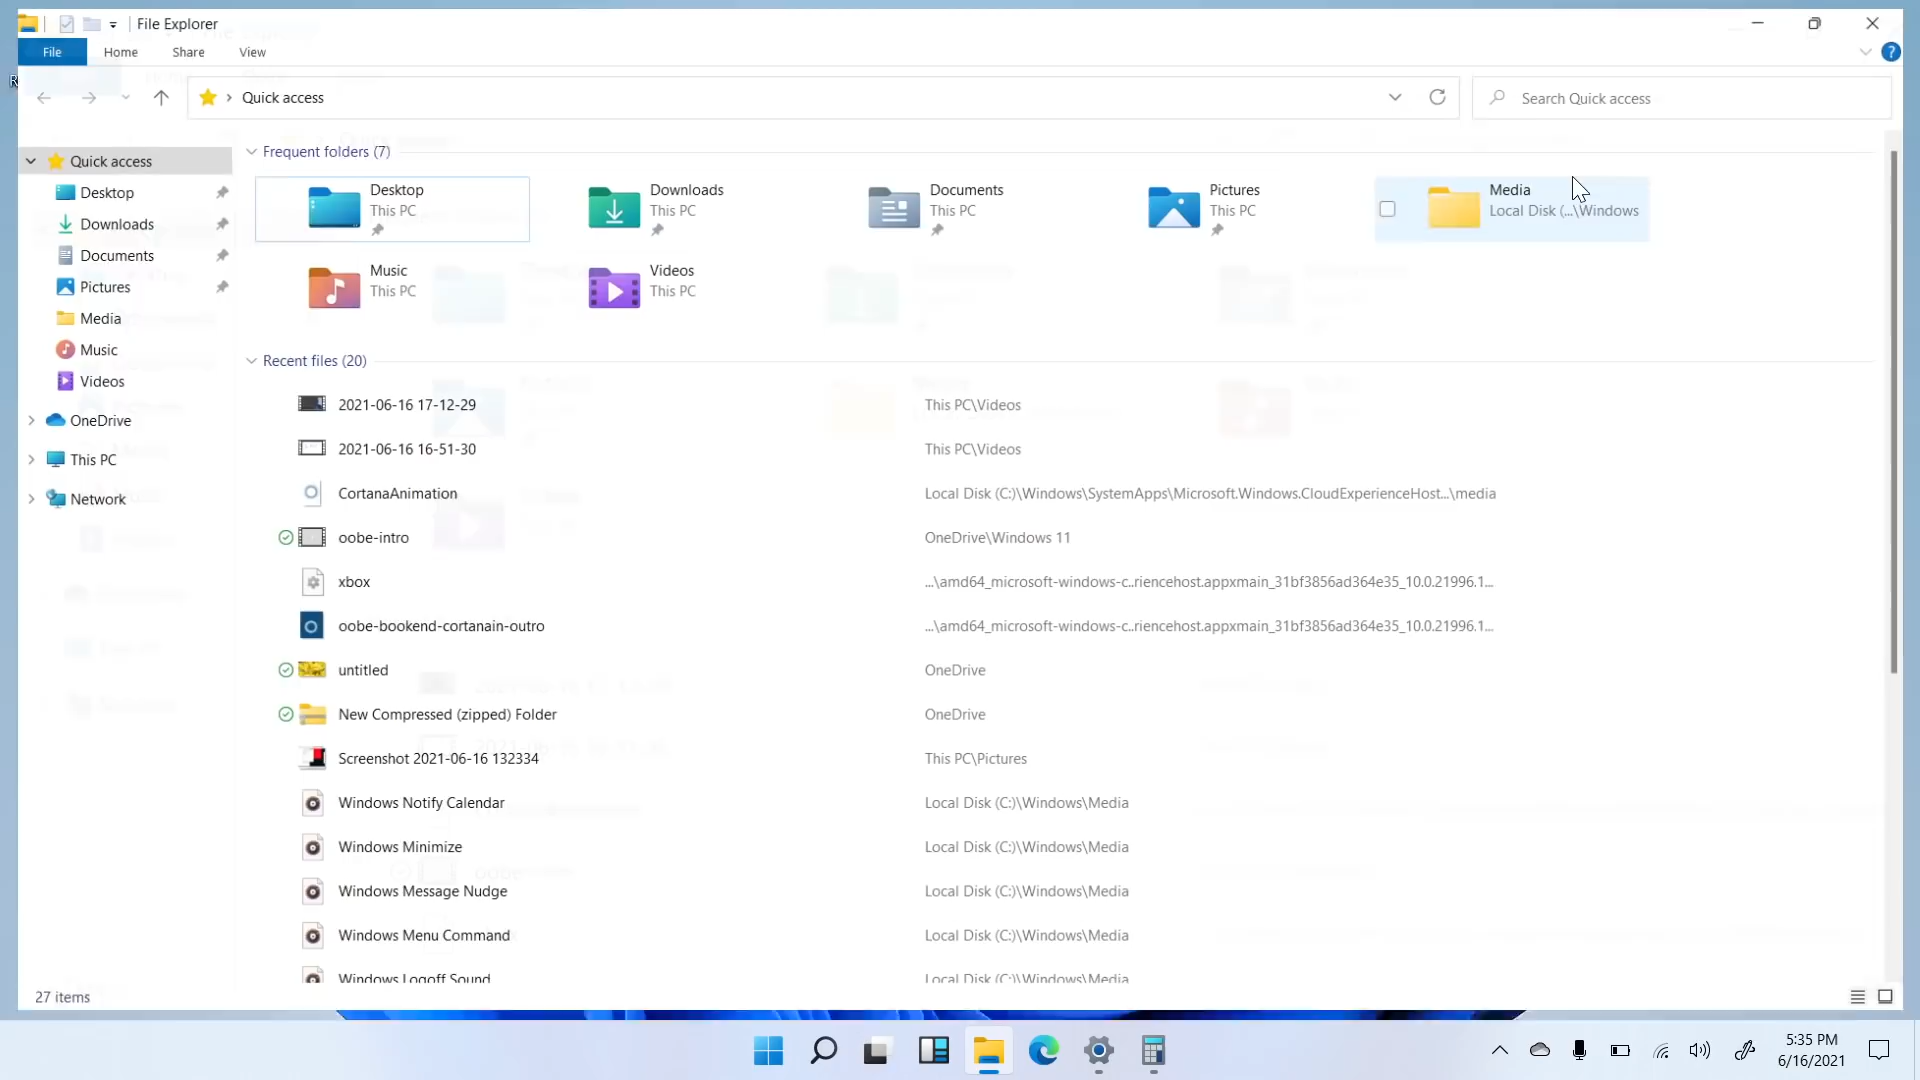 File Explorer
File Home Share View
Quick access
Search Quick access
Quick access
Desktop
Downloads
Documents
Pictures
Media
Music
Videos
OneDrive
This PC
Network
Frequent folders (7)
Desktop
This PC
Downloads
This PC
Documents
This PC
Pictures
This PC
Media
Local Disk (...\Windows
Music
This PC
Videos
This PC
Recent files (20)
2021-06-16 17-12-29 This PC\Videos
2021-06-16 16-51-30 This PC\Videos
CortanaAnimation Local Disk (C:)\Windows\SystemApps\Microsoft.Windows.CloudExperienceHost...\media
oobe-intro OneDrive\Windows 11
xbox ...\amd64_microsoft-windows-c..riencehost.appxmain_31bf3856ad364e35_10.0.21996.1...
oobe-bookend-cortanain-outro ...\amd64_microsoft-windows-c..riencehost.appxmain_31bf3856ad364e35_10.0.21996.1...
untitled OneDrive
New Compressed (zipped) Folder OneDrive
Screenshot 2021-06-16 132334 This PC\Pictures
Windows Notify Calendar Local Disk (C:)\Windows\Media
Windows Minimize Local Disk (C:)\Windows\Media
Windows Message Nudge Local Disk (C:)\Windows\Media
Windows Menu Command Local Disk (C:)\Windows\Media
Windows Logoff Sound Local Disk (C:)\Windows\Media
27 items
5:35 PM
6/16/2021